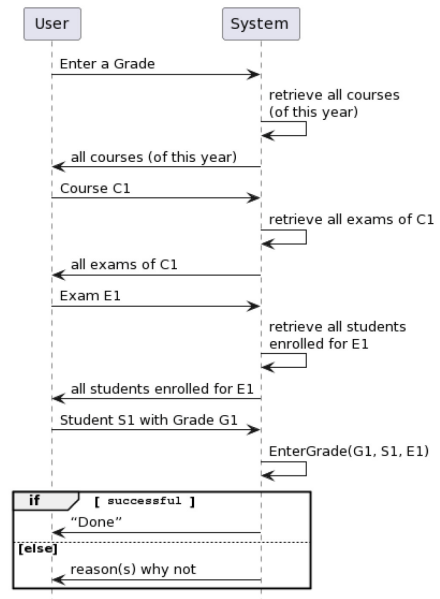 User System
Enter a Grade
retrieve all courses
(of this year)
all courses (of this year)
Course C1
retrieve all exams of C1
all exams of C1
Exam E1
retrieve all students
enrolled for E1
all students enrolled for E1
Student S1 with Grade G1
EnterGrade(G1, S1, E1)
if [ successful ]
“Done”
[else]
reason(s) why not